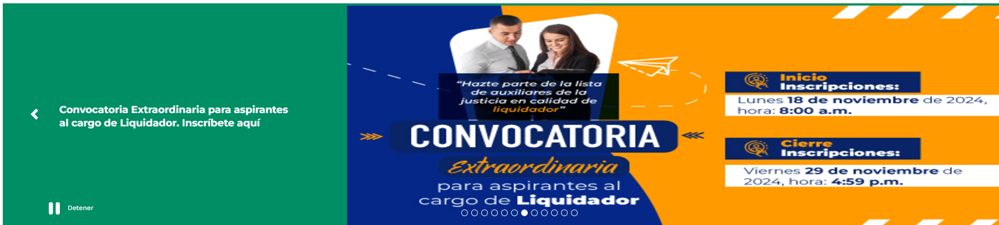 Convocatoria Extraordinaria para aspirantes
al cargo de Liquidador. Inscríbete aquí
Detener
“Hazte parte de la lista
de auxiliares de la
justicia en calidad de
liquidador”
CONVOCATORIA
Extraordinaria
para aspirantes al
cargo de Liquidador
Inicio
Inscripciones:
Lunes 18 de noviembre de 2024,
hora: 8:00 a.m.
Cierre
Inscripciones:
Viernes 29 de noviembre de
2024, hora: 4:59 p.m.